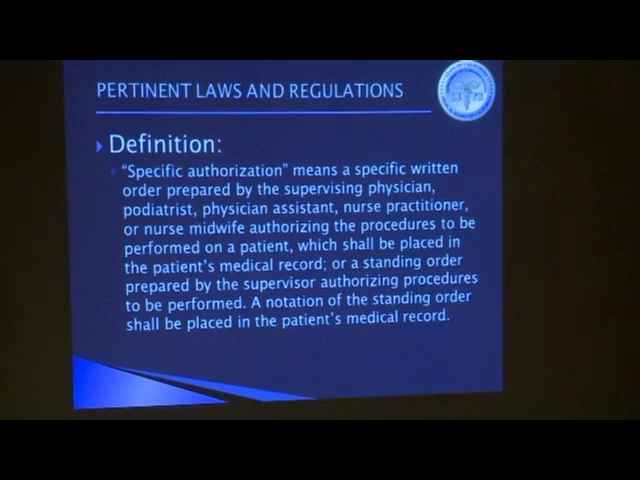 PERTINENT LAWS AND REGULATIONS
Definition:
"Specific authorization" means a specific written
order prepared by the supervising physician,
podiatrist, physician assistant, nurse practitioner,
or nurse midwife authorizing the procedures to be
performed on a patient, which shall be placed in
the patient's medical record; or a standing order
prepared by the supervisor authorizing procedures
to be performed. A notation of the standing order
shall be placed in the patient's medical record.